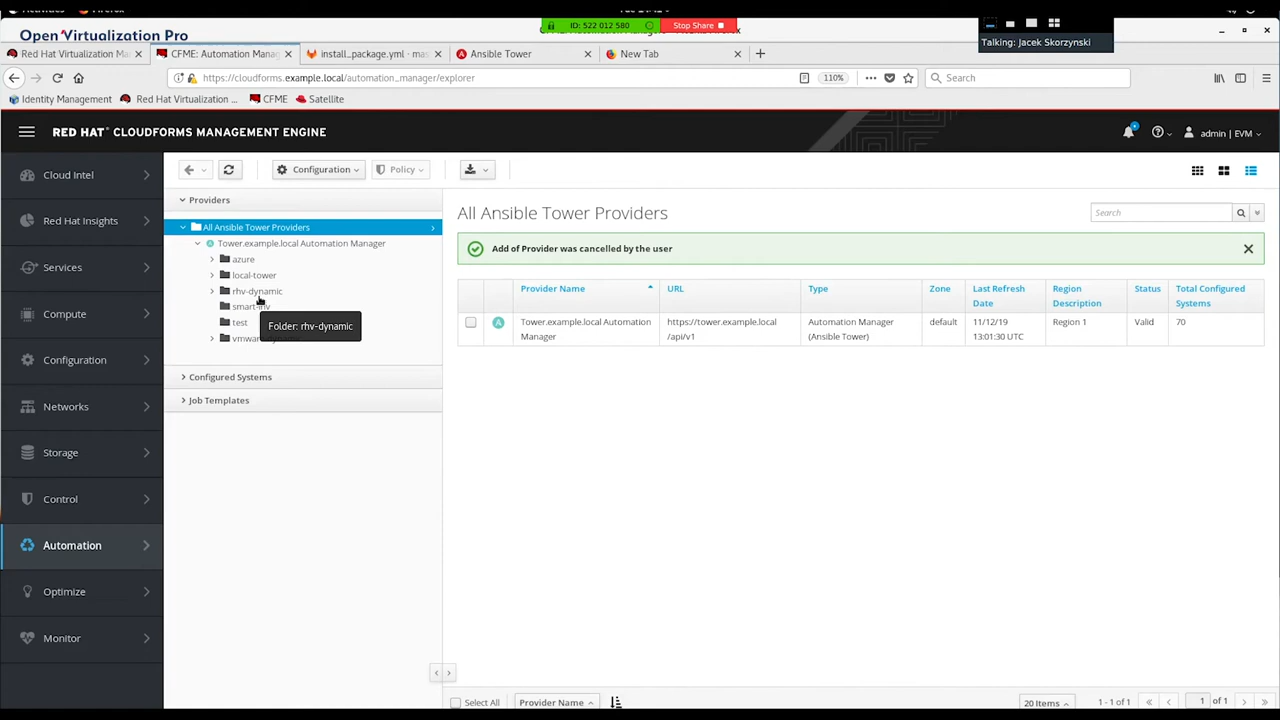 ID: 522 012 580
Stop Share
Talking: Jacek Skorzynski
Open Virtualization Pro
Red Hat Virtualization Ma
CFME: Automation Manag
install_package.yml - mas
Ansible Tower
New Tab
https://cloudforms.example.local/automation_manager/explorer
110%
Search
Identity Management
Red Hat Virtualization ...
CFME
Satellite
RED HAT CLOUDFORMS MANAGEMENT ENGINE
admin | EVM
Cloud Intel
Red Hat Insights
Services
Compute
Configuration
Networks
Storage
Control
Automation
Optimize
Monitor
Configuration
Policy
Providers
All Ansible Tower Providers
Tower.example.local Automation Manager
azure
local-tower
rhv-dynamic
test
Folder: rhv-dynamic
Configured Systems
Job Templates
All Ansible Tower Providers
Search
Add of Provider was cancelled by the user
Provider Name
URL
Type
Zone
Last Refresh Date
Region Description
Status
Total Configured Systems
Tower.example.local Automation Manager
https://tower.example.local/api/v1
Automation Manager (Ansible Tower)
default
11/12/19 13:01:30 UTC
Region 1
Valid
70
Select All
Provider Name
20 Items
1 - 1 of 1
1 of 1